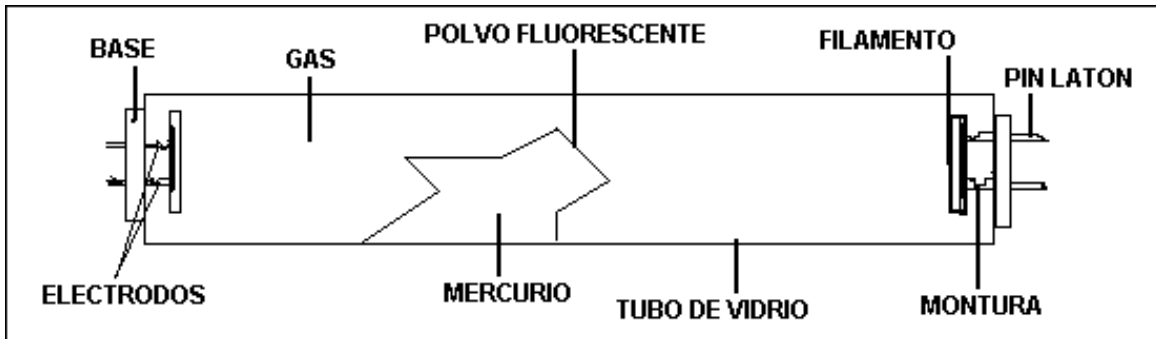 BASE
GAS
POLVO FLUORESCENTE
FILAMENTO
PIN LATON
ELECTRODOS
MERCURIO
TUBO DE VIDRIO
MONTURA